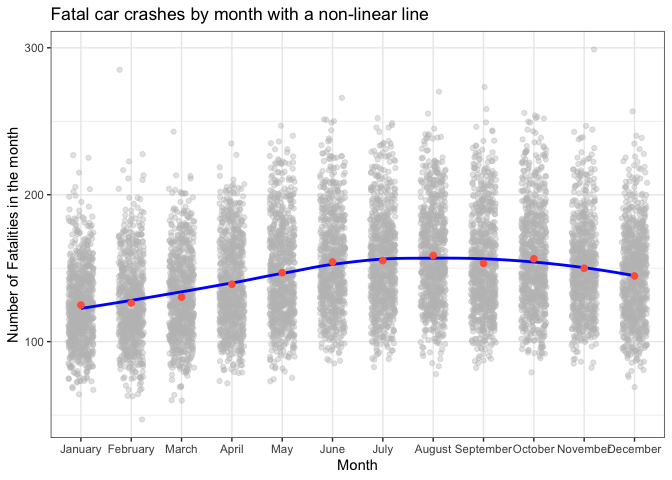 Fatal car crashes by month with a non-linear line
Number of Fatalities in the month
300
200
100
January February March April May June July August September October November December
Month